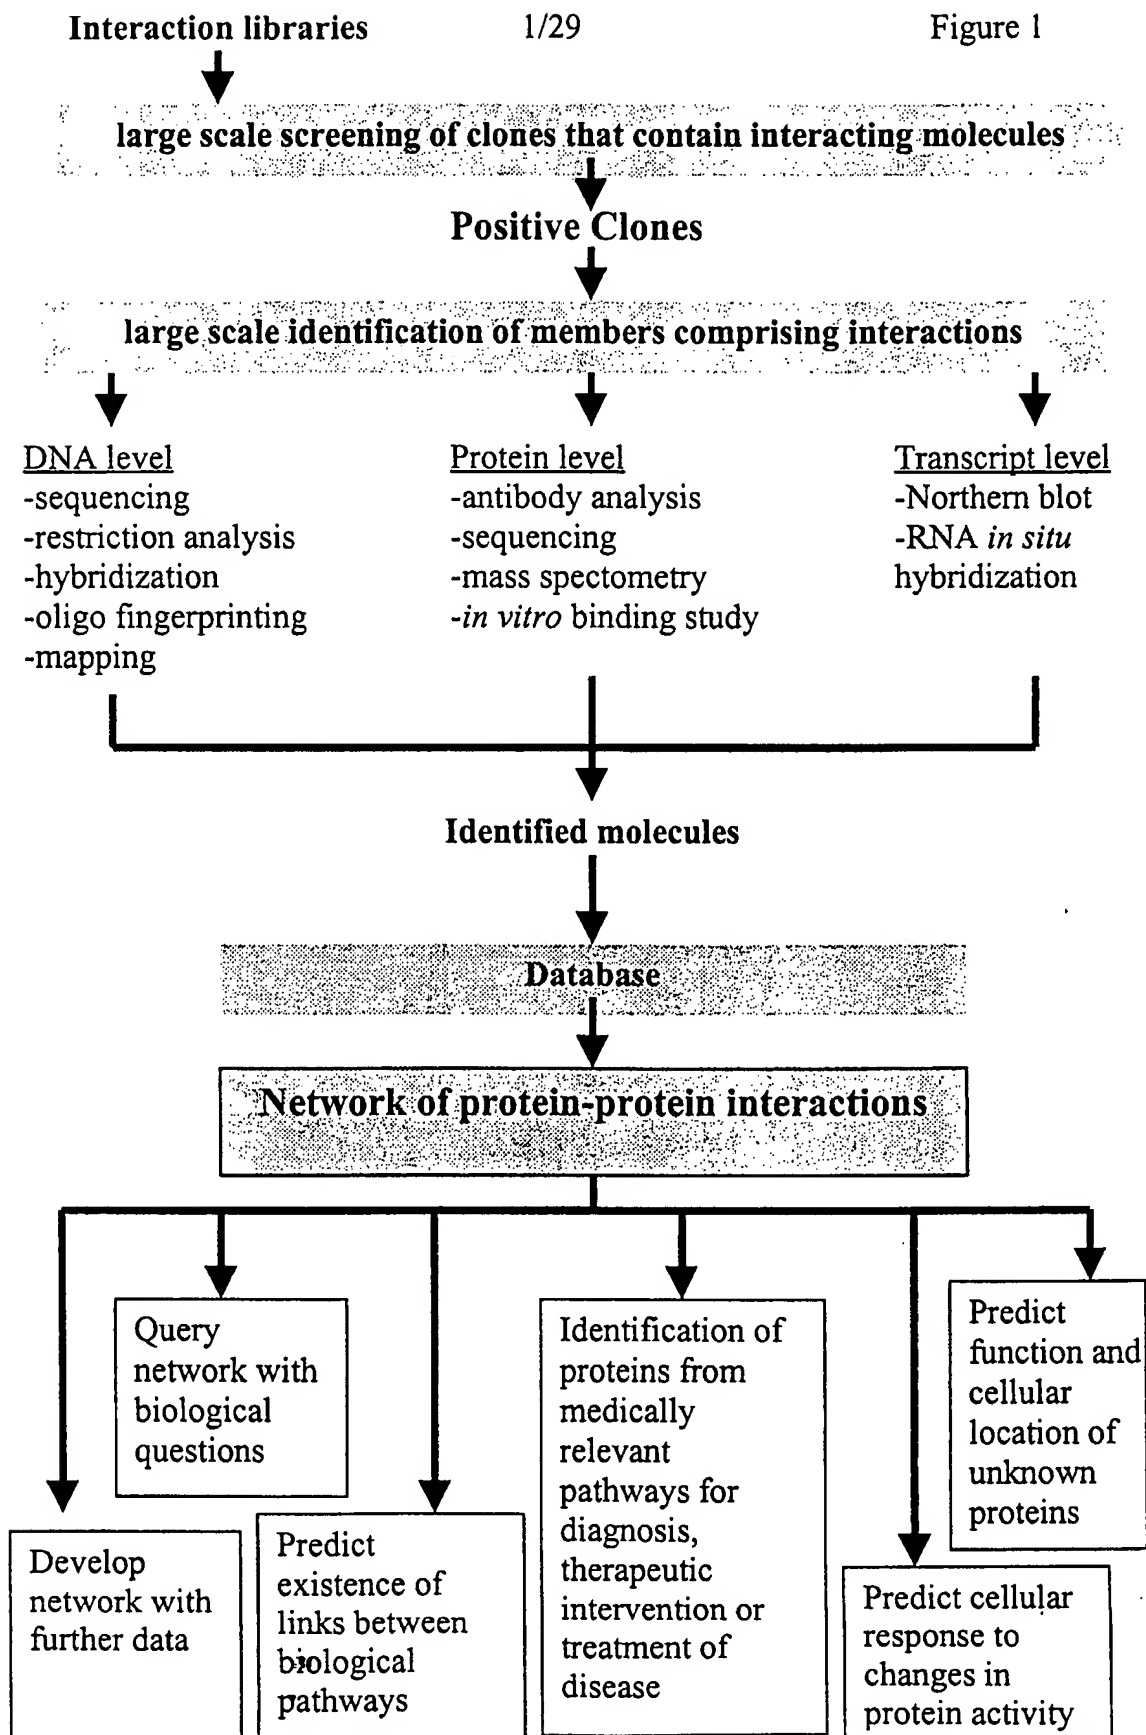 Interaction libraries 1/29 Figure 1
large scale screening of clones that contain interacting molecules
Positive Clones
large scale identification of members comprising interactions
DNA level
-sequencing
-restriction analysis
-hybridization
-oligo fingerprinting
-mapping
Protein level
-antibody analysis
-sequencing
-mass spectometry
-in vitro binding study
Transcript level
-Northern blot
-RNA in situ
hybridization
Identified molecules
Database
Network of protein-protein interactions
Develop
network with
further data
Query
network with
biological
questions
Predict
existence of
links between
biological
pathways
Identification of
proteins from
medically
relevant
pathways for
diagnosis,
therapeutic
intervention or
treatment of
disease
Predict cellular
response to
changes in
protein activity
Predict
function and
cellular
location of
unknown
proteins